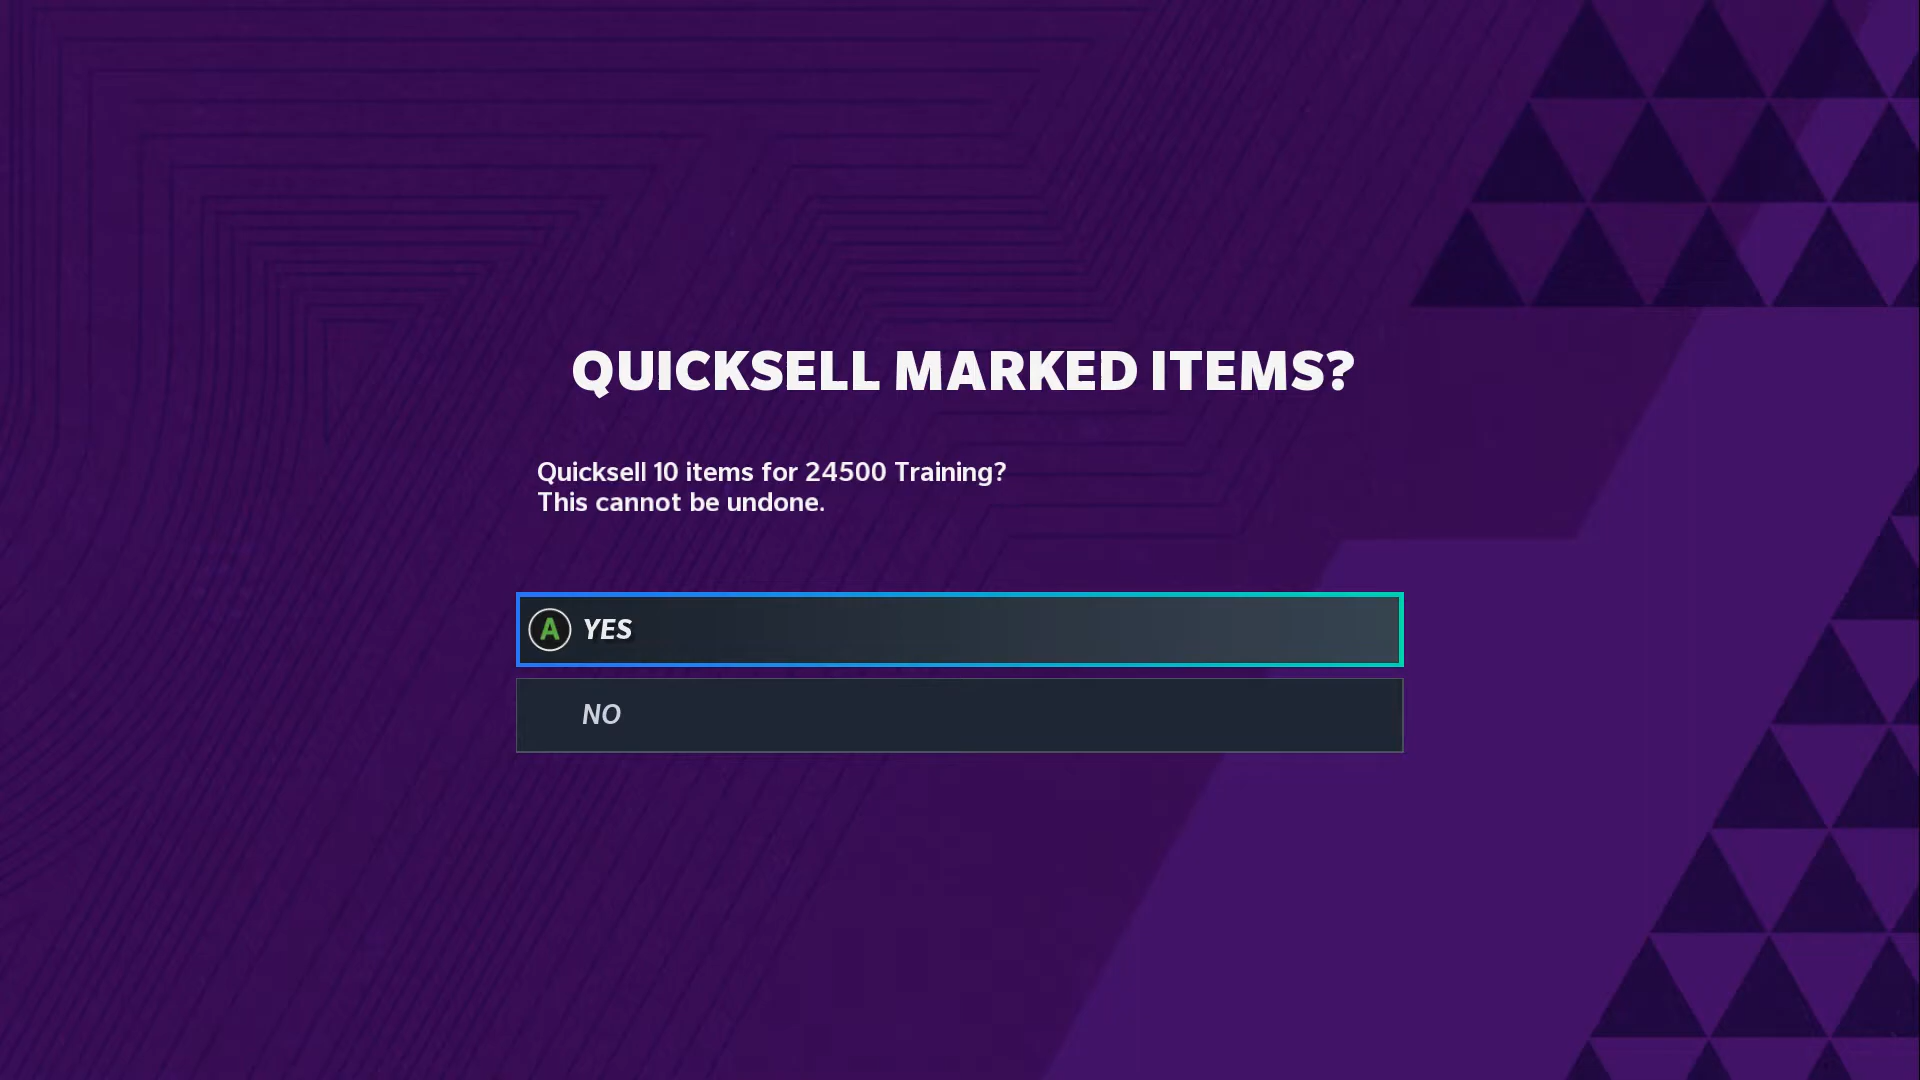 QUICKSELL MARKED ITEMS?
Quicksell 10 items for 24500 Training?
This cannot be undone.
A YES
NO